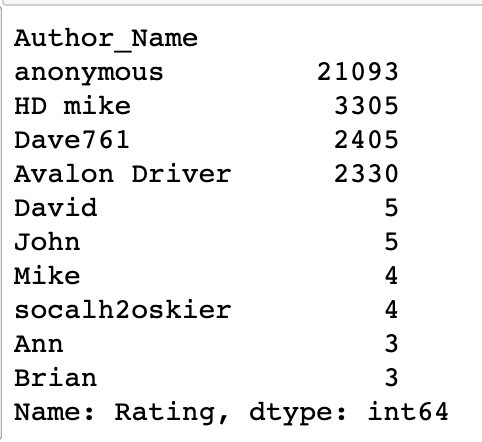 Author_Name
anonymous 21093
HD mike 3305
Dave761 2405
Avalon Driver 2330
David 5
John 5
Mike 4
socalh2oskier 4
Ann 3
Brian 3
Name: Rating, dtype: int64